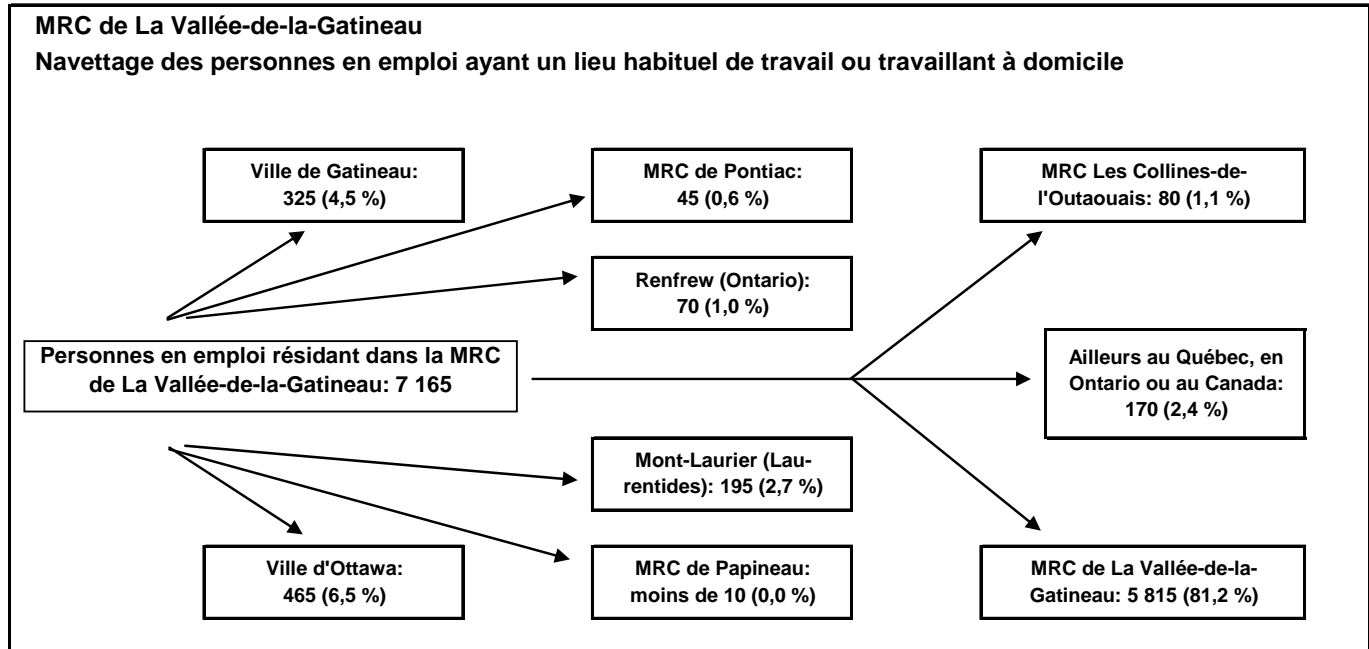 MRC de La Vallée-de-la-Gatineau
Navettage des personnes en emploi ayant un lieu habituel de travail ou travaillant à domicile
Ville de Gatineau:
325 (4,5 %)
MRC de Pontiac:
45 (0,6 %)
MRC Les Collines-de-
l'Outaouais: 80 (1,1 %)
Renfrew (Ontario):
70 (1,0 %)
Personnes en emploi résidant dans la MRC
de La Vallée-de-la-Gatineau: 7 165
Ailleurs au Québec, en
Ontario ou au Canada:
170 (2,4 %)
Mont-Laurier (Lau-
rentides): 195 (2,7 %)
Ville d'Ottawa:
465 (6,5 %)
MRC de Papineau:
moins de 10 (0,0 %)
MRC de La Vallée-de-la-
Gatineau: 5 815 (81,2 %)